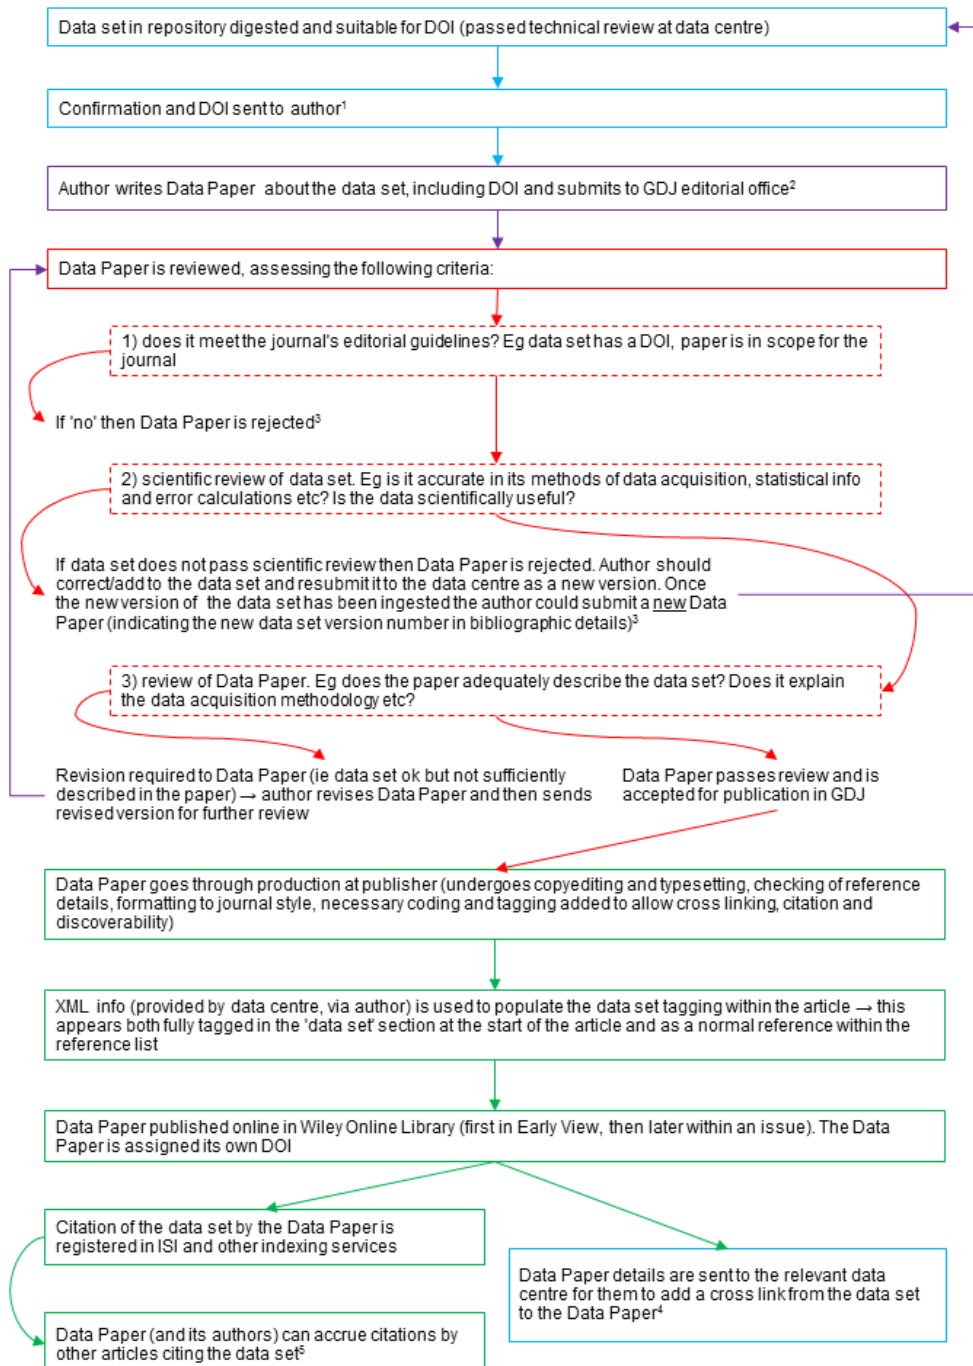 Data set in repository digested and suitable for DOI (passed technical review at data centre)
Confirmation and DOI sent to author¹
Author writes Data Paper about the data set, including DOI and submits to GDJ editorial office²
Data Paper is reviewed, assessing the following criteria:
1) does it meet the journal's editorial guidelines? Eg data set has a DOI, paper is in scope for the
journal
If 'no' then Data Paper is rejected³
2) scientific review of data set. Eg is it accurate in its methods of data acquisition, statistical info
and error calculations etc? Is the data scientifically useful?
If data set does not pass scientific review then Data Paper is rejected. Author should
correct/add to the data set and resubmit it to the data centre as a new version. Once
the new version of the data set has been ingested the author could submit a new Data
Paper (indicating the new data set version number in bibliographic details)³
3) review of Data Paper. Eg does the paper adequately describe the data set? Does it explain
the data acquisition methodology etc?
Revision required to Data Paper (ie data set ok but not sufficiently
described in the paper) → author revises Data Paper and then sends
revised version for further review
Data Paper passes review and is
accepted for publication in GDJ
Data Paper goes through production at publisher (undergoes copyediting and typesetting, checking of reference
details, formatting to journal style, necessary coding and tagging added to allow cross linking, citation and
discoverability)
XML info (provided by data centre, via author) is used to populate the data set tagging within the article → this
appears both fully tagged in the 'data set' section at the start of the article and as a normal reference within the
reference list
Data Paper published online in Wiley Online Library (first in Early View, then later within an issue). The Data
Paper is assigned its own DOI
Citation of the data set by the Data Paper is
registered in ISI and other indexing services
Data Paper details are sent to the relevant data
centre for them to add a cross link from the data set
to the Data Paper⁴
Data Paper (and its authors) can accrue citations by
other articles citing the data set⁵